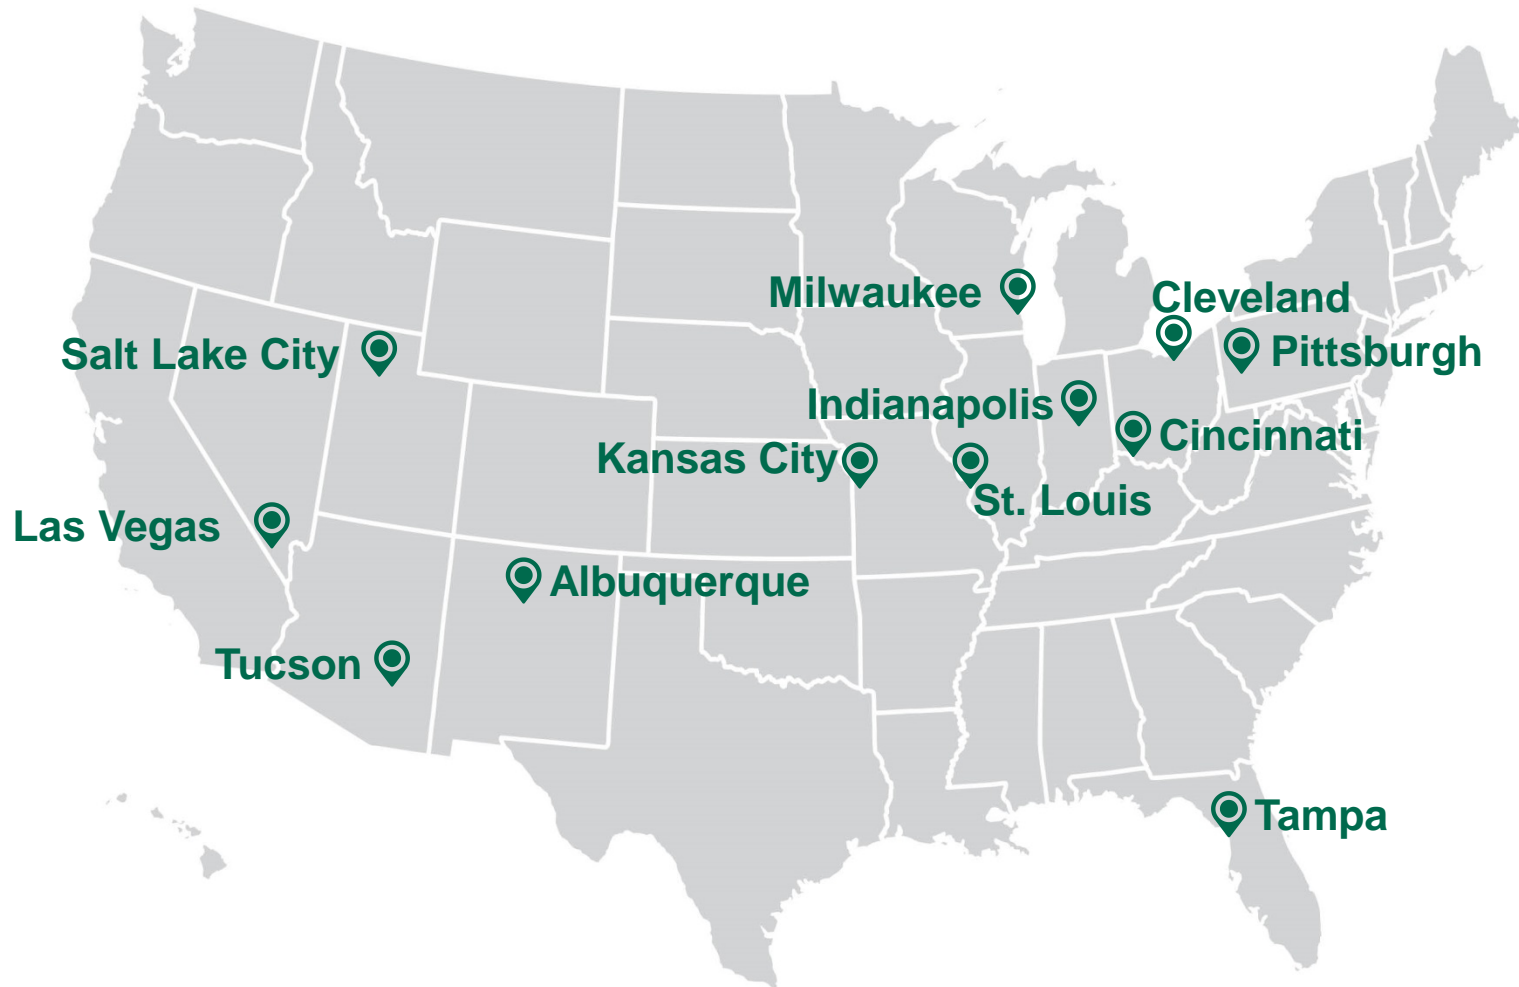 Milwaukee
Cleveland
Salt Lake City
Pittsburgh
Indianapolis
Cincinnati
Kansas City
St. Louis
Las Vegas
Albuquerque
Tucson
Tampa